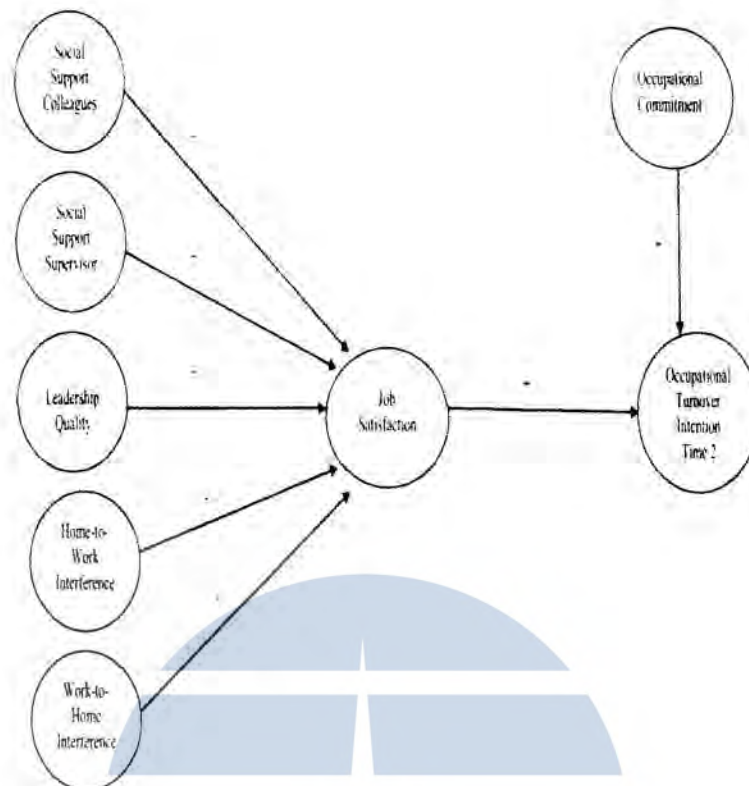 Social
Support
Colleagues
Occupational
Commitment
Social
Support
Supervisor
Leadership
Quality
Job
Satisfaction
Occupational
Turnover
Intention
Time 2
Home-to-
Work
Interference
Work-to-
Home
Interference